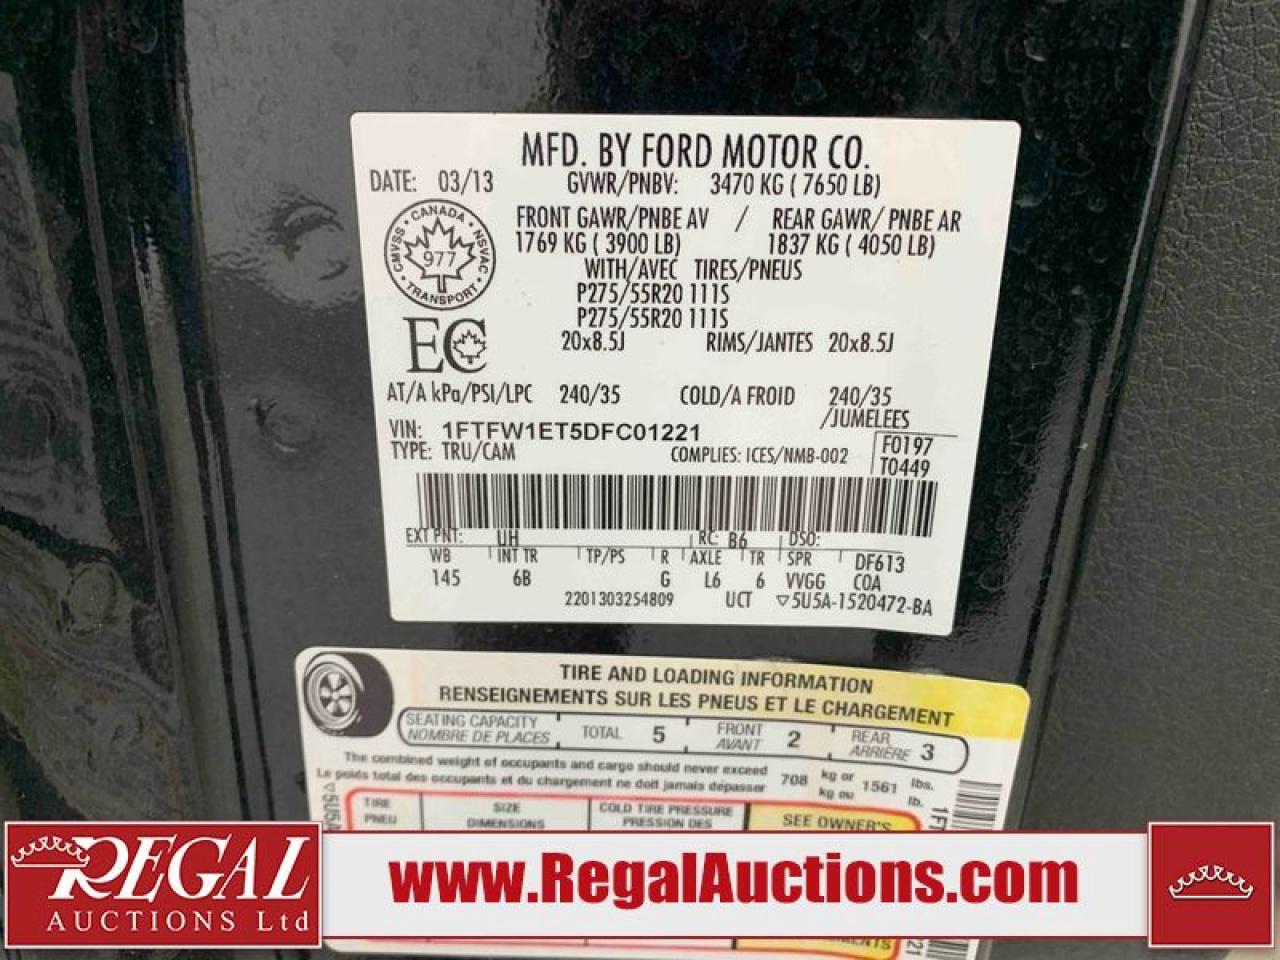 MFD. BY FORD MOTOR CO.
DATE: 03/13 GVWR/PNBV: 3470 KG ( 7650 LB)
FRONT GAWR/PNBE AV / REAR GAWR/ PNBE AR
1769 KG ( 3900 LB) 1837 KG ( 4050 LB)
WITH/AVEC TIRES/PNEUS
P275/55R20 111S
P275/55R20 111S
20x8.5J RIMS/JANTES 20x8.5J
CANADA
CMVSS NSVAC
977
TRANSPORT
EC
AT/A kPa/PSI/LPC 240/35 COLD/A FROID 240/35
/JUMELEES
VIN: 1FTFW1ET5DFC01221
TYPE: TRU/CAM COMPLIES: ICES/NMB-002
F0197
T0449
EXT PNT: UH RC: B6 DSO:
WB INT TR TP/PS R AXLE TR SPR DF613
145 6B G L6 6 VVGG COA
2201303254809 UCT ▽5U5A-1520472-BA
TIRE AND LOADING INFORMATION
RENSEIGNEMENTS SUR LES PNEUS ET LE CHARGEMENT
SEATING CAPACITY
NOMBRE DE PLACES
TOTAL 5 FRONT AVANT 2 REAR ARRIÈRE 3
The combined weight of occupants and cargo should never exceed
Le poids total des occupants et du chargement ne doit jamais dépasser
708 kg or 1561 lbs.
kg ou lb.
▽5U5A
TIRE
PNEU
SIZE
DIMENSIONS
COLD TIRE PRESSURE
PRESSION DES
SEE OWNER'S
REGAL
AUCTIONS Ltd
www.RegalAuctions.com